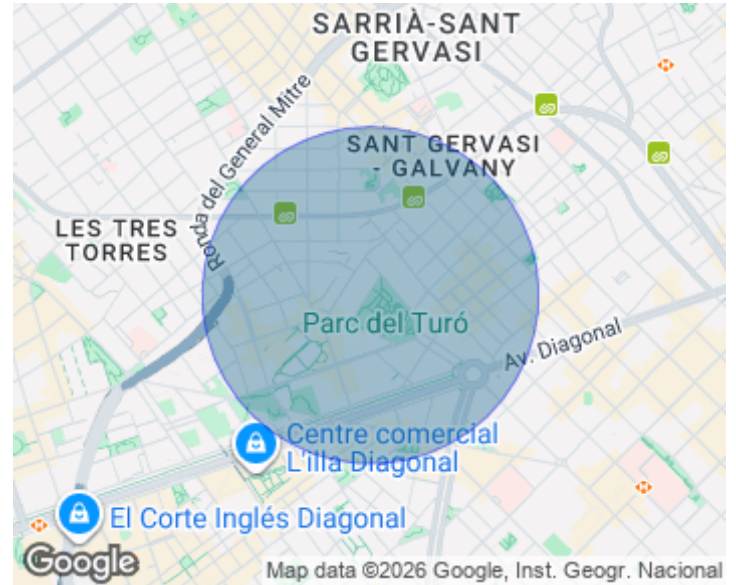 SARRIÀ-SANT
GERVASI
Ronda del General Mitre
SANT GERVASI
- GALVANY
LES TRES
TORRES
Parc del Turó
Av. Diagonal
Centre comercial
L'illa Diagonal
El Corte Inglés Diagonal
Google
Map data ©2026 Google, Inst. Geogr. Nacional